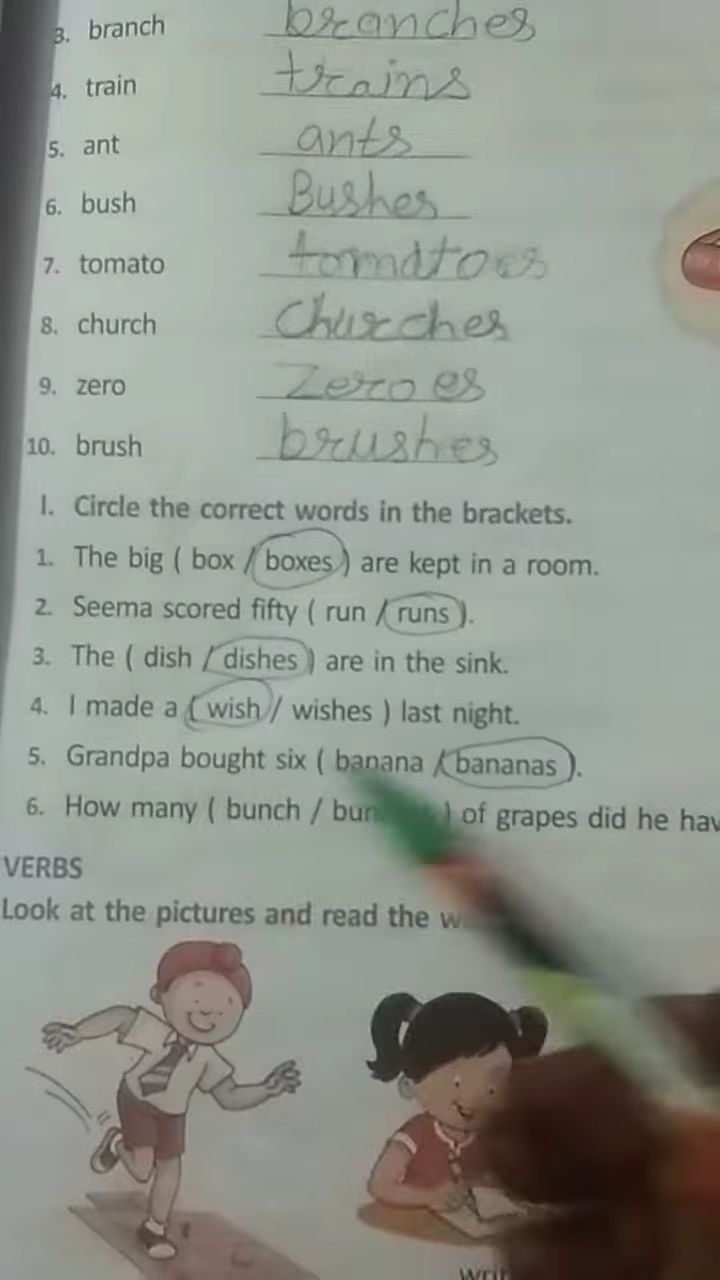 3. branch branches
4. train trains
5. ant ants
6. bush Bushes
7. tomato tomatoes
8. church Churches
9. zero Zeroes
10. brush brushes
I. Circle the correct words in the brackets.
1. The big ( box / boxes ) are kept in a room.
2. Seema scored fifty ( run / runs ).
3. The ( dish / dishes ) are in the sink.
4. I made a ( wish / wishes ) last night.
5. Grandpa bought six ( banana / bananas ).
6. How many ( bunch / ) of grapes did he
VERBS
Look at the pictures and read the